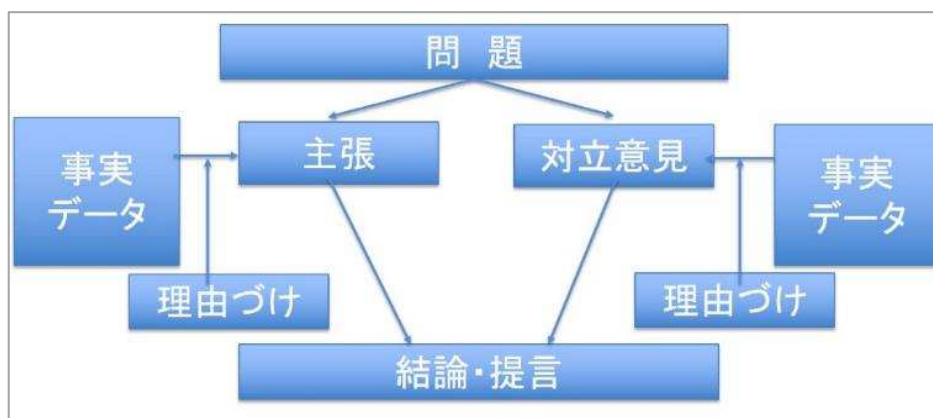 問 題
主張
対立意見
事実
データ
事実
データ
理由づけ
理由づけ
結論・提言